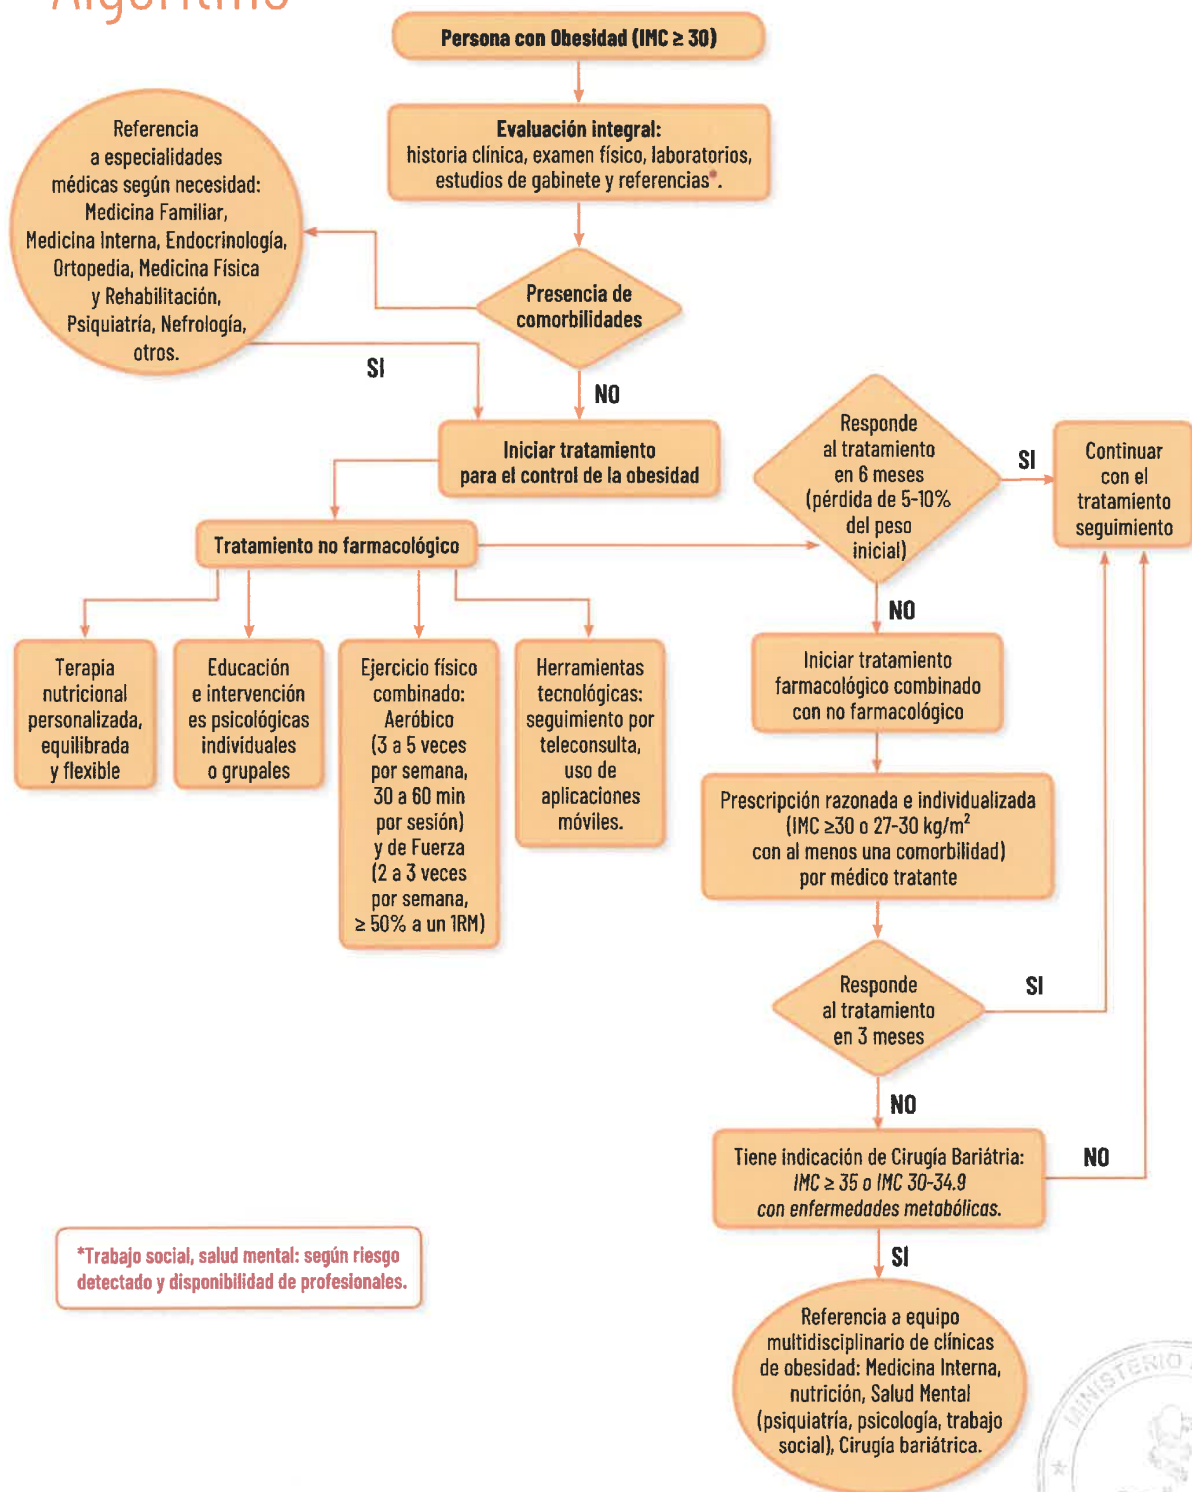 Algoritmo
Persona con Obesidad (IMC ≥ 30)
Evaluación integral:
historia clínica, examen físico, laboratorios,
estudios de gabinete y referencias*.
Referencia
a especialidades
médicas según necesidad:
Medicina Familiar,
Medicina Interna, Endocrinología,
Ortopedia, Medicina Física
y Rehabilitación,
Psiquiatría, Nefrología,
otros.
Presencia de
comorbilidades
SI
NO
Iniciar tratamiento
para el control de la obesidad
Tratamiento no farmacológico
Terapia
nutricional
personalizada,
equilibrada
y flexible
Educación
e intervención
es psicológicas
individuales
o grupales
Ejercicio físico
combinado:
Aeróbico
(3 a 5 veces
por semana,
30 a 60 min
por sesión)
y de Fuerza
(2 a 3 veces
por semana,
≥ 50% a un 1RM)
Herramientas
tecnológicas:
seguimiento por
teleconsulta,
uso de
aplicaciones
móviles.
Responde
al tratamiento
en 6 meses
(pérdida de 5-10%
del peso
inicial)
SI
Continuar
con el
tratamiento
seguimiento
NO
Iniciar tratamiento
farmacológico combinado
con no farmacológico
Prescripción razonada e individualizada
(IMC ≥30 o 27-30 kg/m²
con al menos una comorbilidad)
por médico tratante
Responde
al tratamiento
en 3 meses
SI
NO
Tiene indicación de Cirugía Bariátria:
IMC ≥ 35 o IMC 30-34.9
con enfermedades metabólicas.
NO
SI
Referencia a equipo
multidisciplinario de clínicas
de obesidad: Medicina Interna,
nutrición, Salud Mental
(psiquiatría, psicología, trabajo
social), Cirugía bariátrica.
*Trabajo social, salud mental: según riesgo
detectado y disponibilidad de profesionales.
MINISTERIO